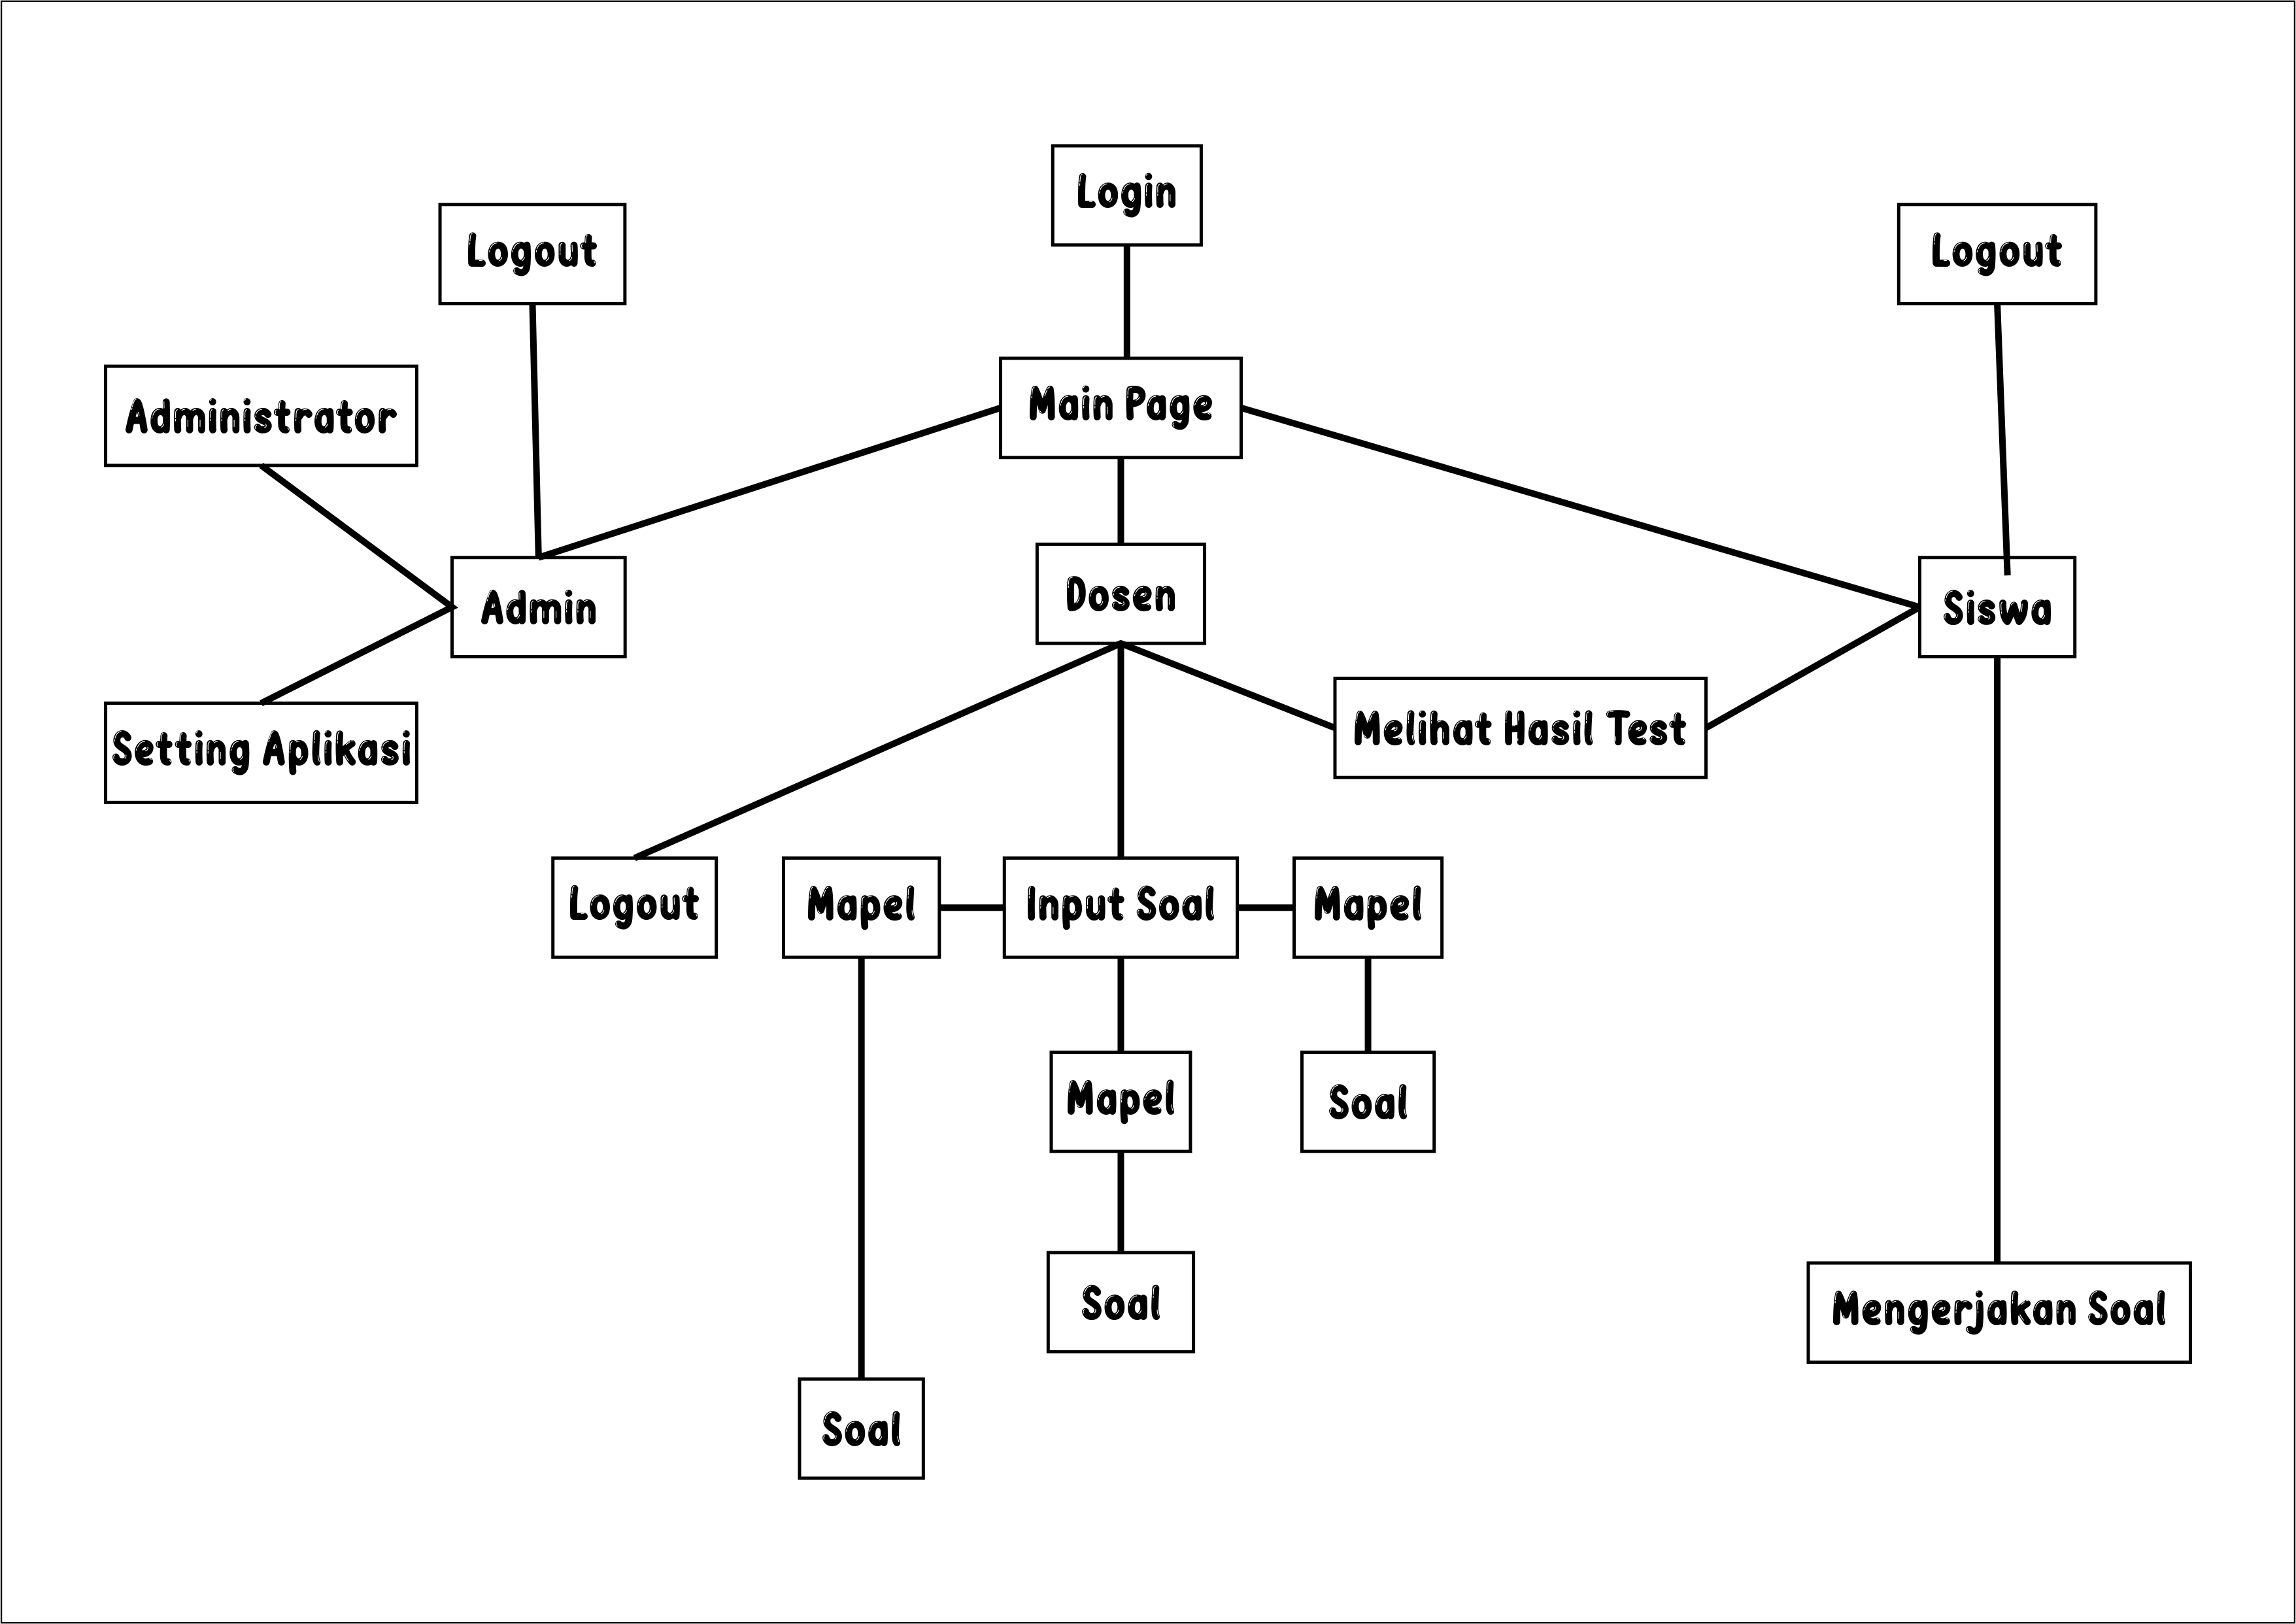 Login
Logout
Logout
Main Page
Administrator
Admin
Dosen
Siswa
Melihat Hasil Test
Setting Aplikasi
Logout
Mapel
Input Soal
Mapel
Mapel
Soal
Soal
Mengerjakan Soal
Soal